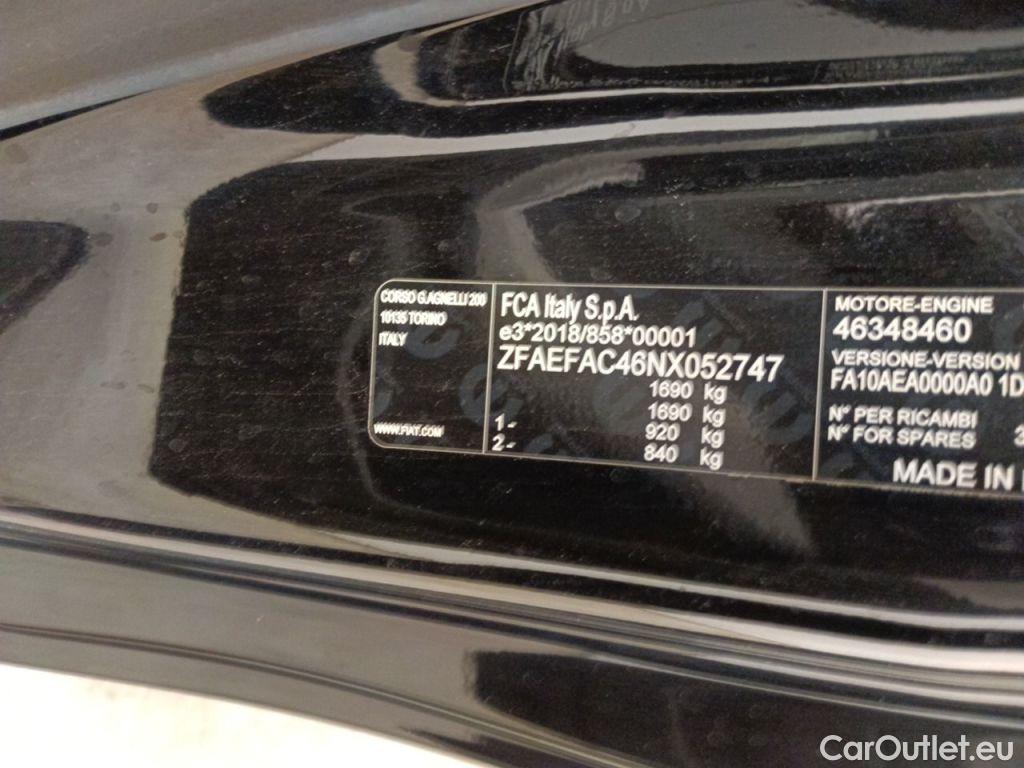 CORSO G.AGNELLI 200
10135 TORINO
ITALY
WWW.FIAT.COM
FCA Italy S.p.A.
e3*2018/858*00001
ZFAEFAC46NX052747
1690 kg
1690 kg
1- 920 kg
2- 840 kg
MOTORE-ENGINE
46348460
VERSIONE-VERSION
FA10AEA0000A0 1D
N° PER RICAMBI
N° FOR SPARES
MADE IN
CarOutlet.eu